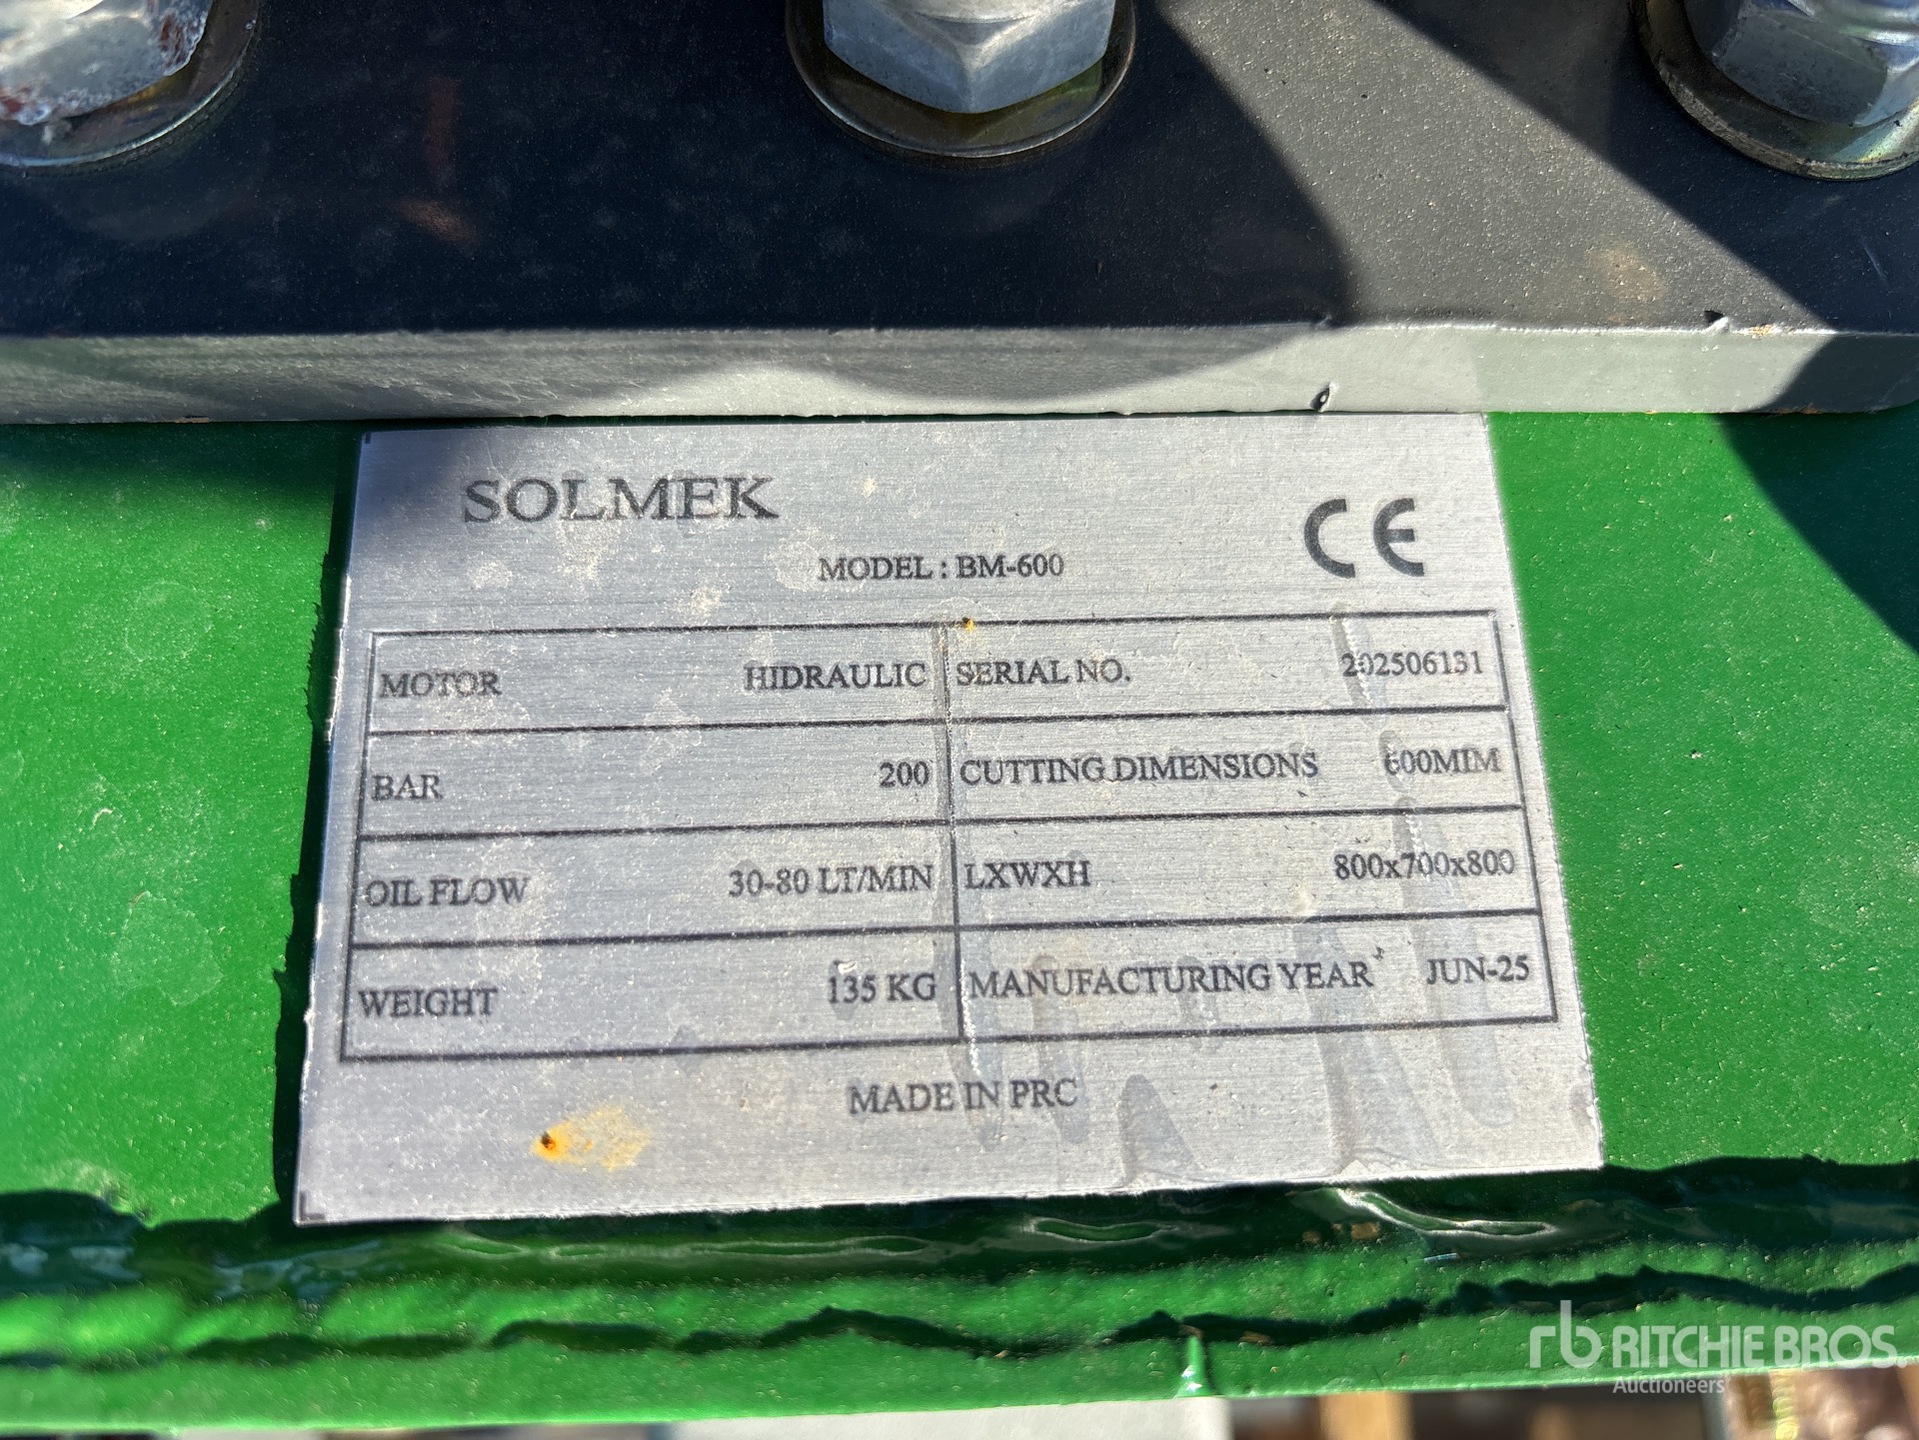 SOLMEK
CE
MODEL : BM-600
MOTOR HIDRAULIC SERIAL NO. 202506131
BAR 200 CUTTING DIMENSIONS 600MIM
OIL FLOW 30-80 LT/MIN LXWXH 800x700x800
WEIGHT 135 KG MANUFACTURING YEAR JUN-25
MADE IN PRC
rb RITCHIE BROS.
Auctioneers